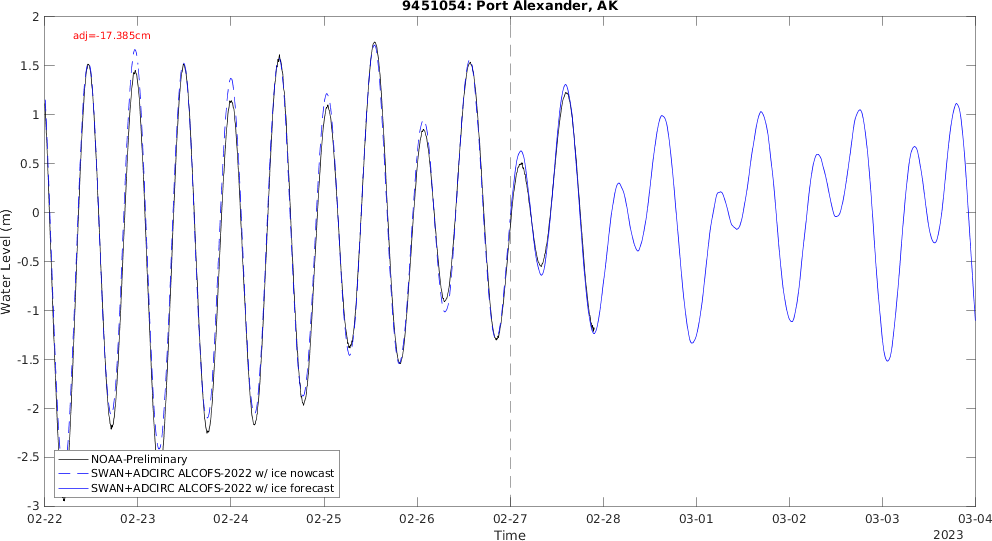 9451054: Port Alexander, AK
adj=-17.385cm
Water Level (m)
2
1.5
1
0.5
0
-0.5
-1
-1.5
-2
-2.5
-3
NOAA-Preliminary
SWAN+ADCIRC ALCOFS-2022 w/ ice nowcast
SWAN+ADCIRC ALCOFS-2022 w/ ice forecast
02-22 02-23 02-24 02-25 02-26 02-27 02-28 03-01 03-02 03-03 03-04
Time
2023